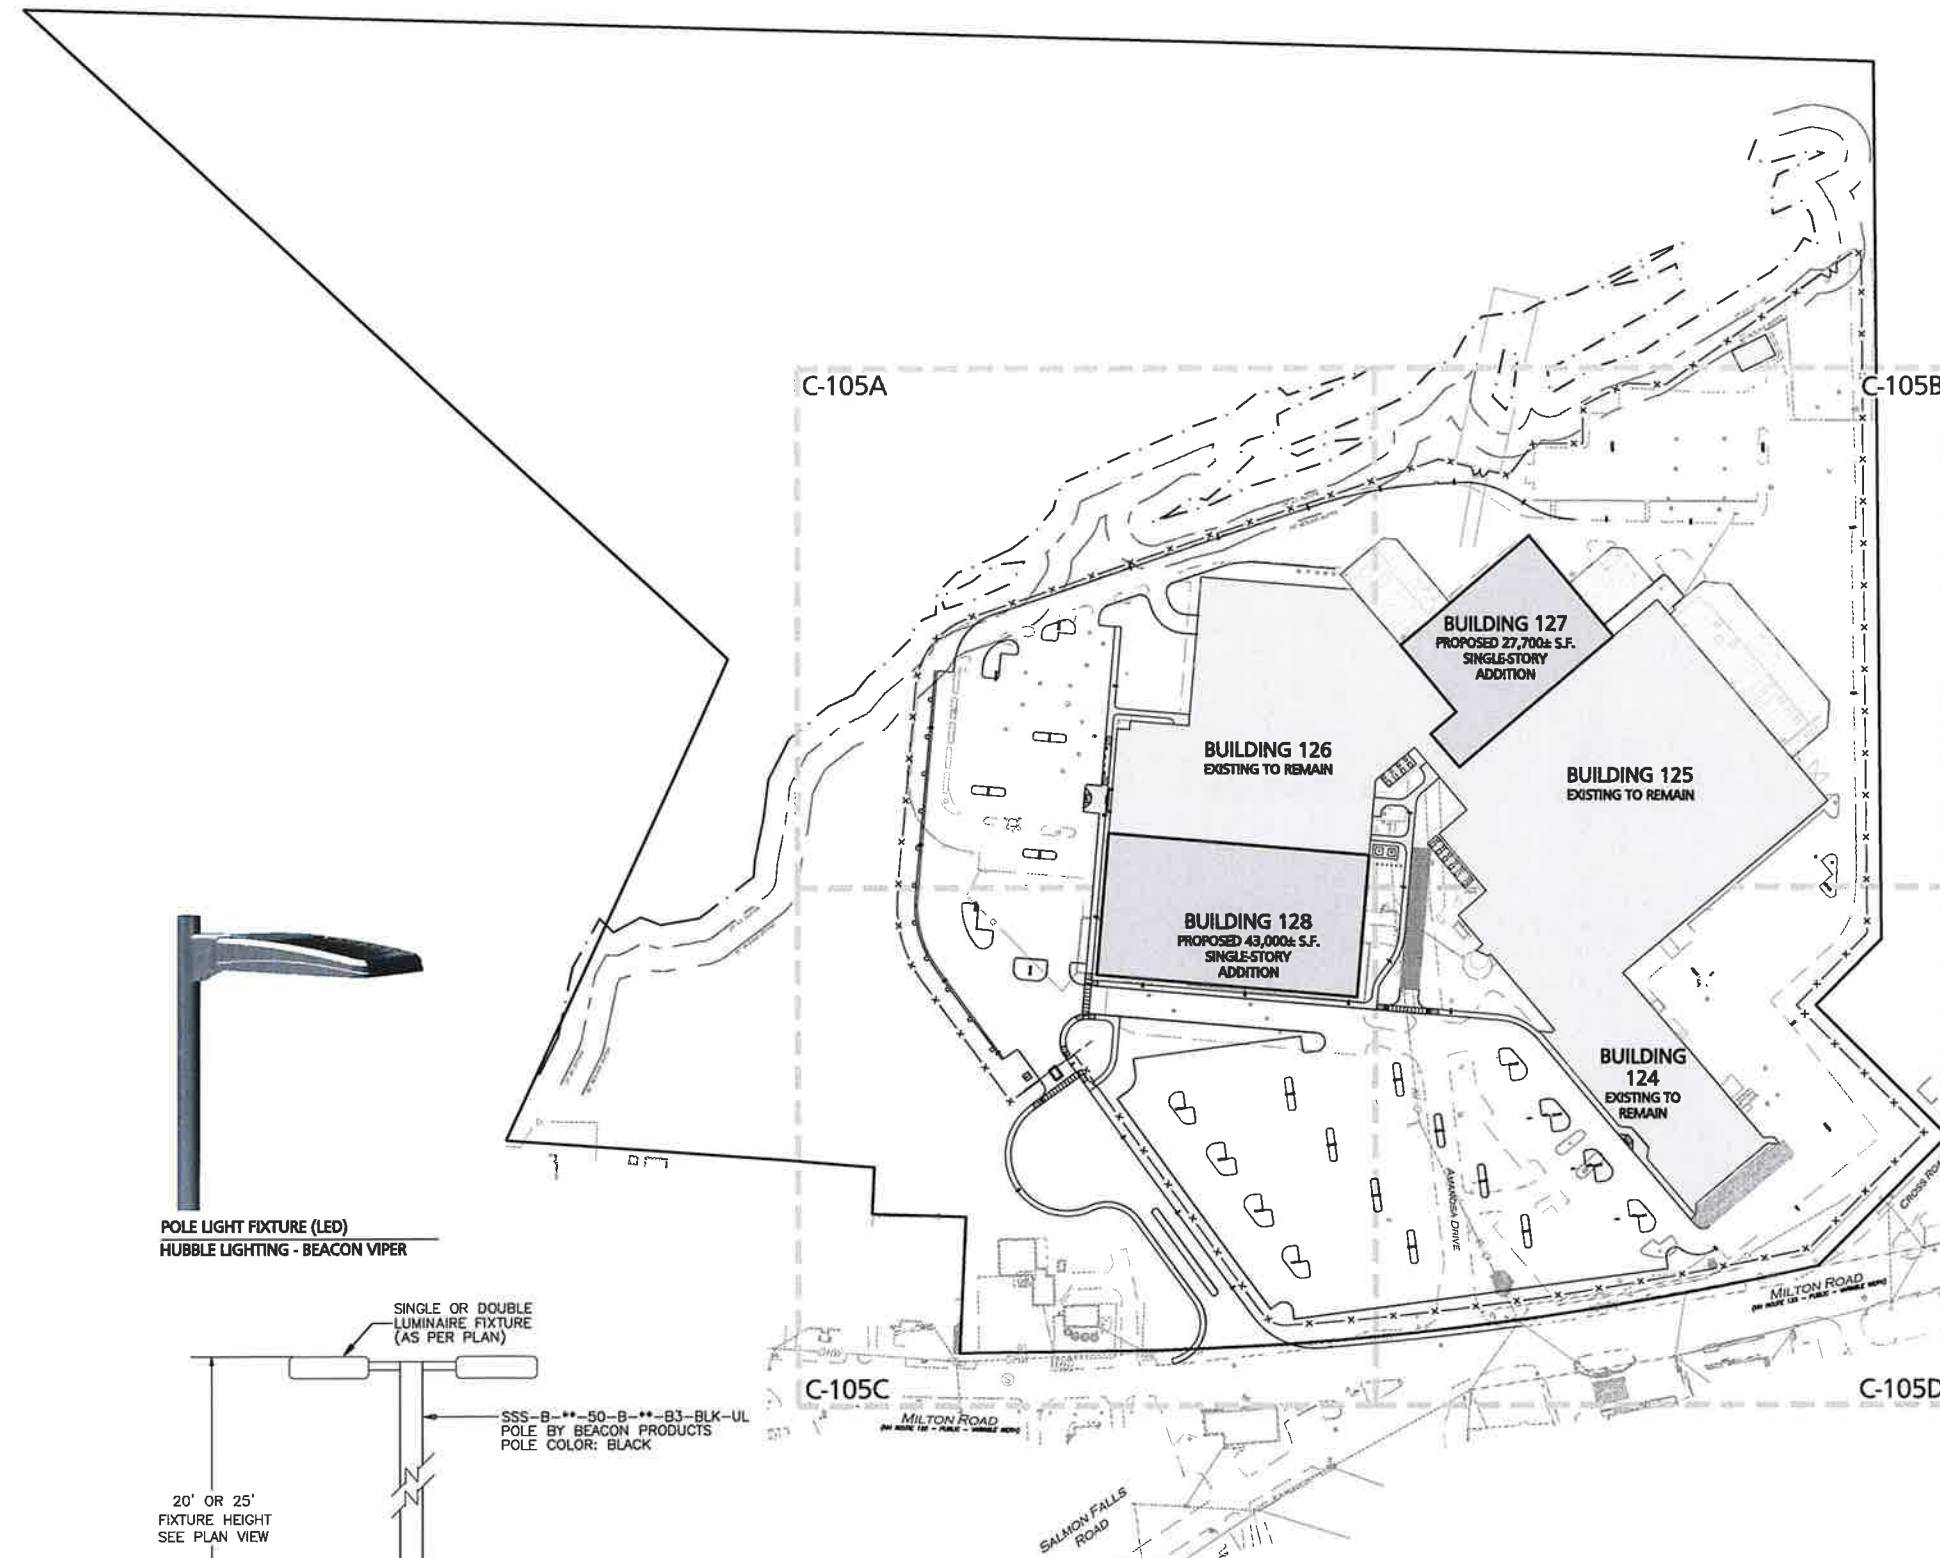 C-105A
C-105B
BUILDING 127
PROPOSED 27,700± S.F.
SINGLE-STORY
ADDITION
BUILDING 126
EXISTING TO REMAIN
BUILDING 125
EXISTING TO REMAIN
BUILDING 128
PROPOSED 43,000± S.F.
SINGLE-STORY
ADDITION
BUILDING
124
EXISTING TO
REMAIN
AMAROSA DRIVE
CROSS ROA
MILTON ROAD
POLE LIGHT FIXTURE (LED)
HUBBLE LIGHTING - BEACON VIPER
SINGLE OR DOUBLE
LUMINAIRE FIXTURE
(AS PER PLAN)
SSS-B-**-50-B-**-B3-BLK-UL
POLE BY BEACON PRODUCTS
POLE COLOR: BLACK
20' OR 25'
FIXTURE HEIGHT
SEE PLAN VIEW
C-105C
C-105D
MILTON ROAD
SALMON FALLS
ROAD